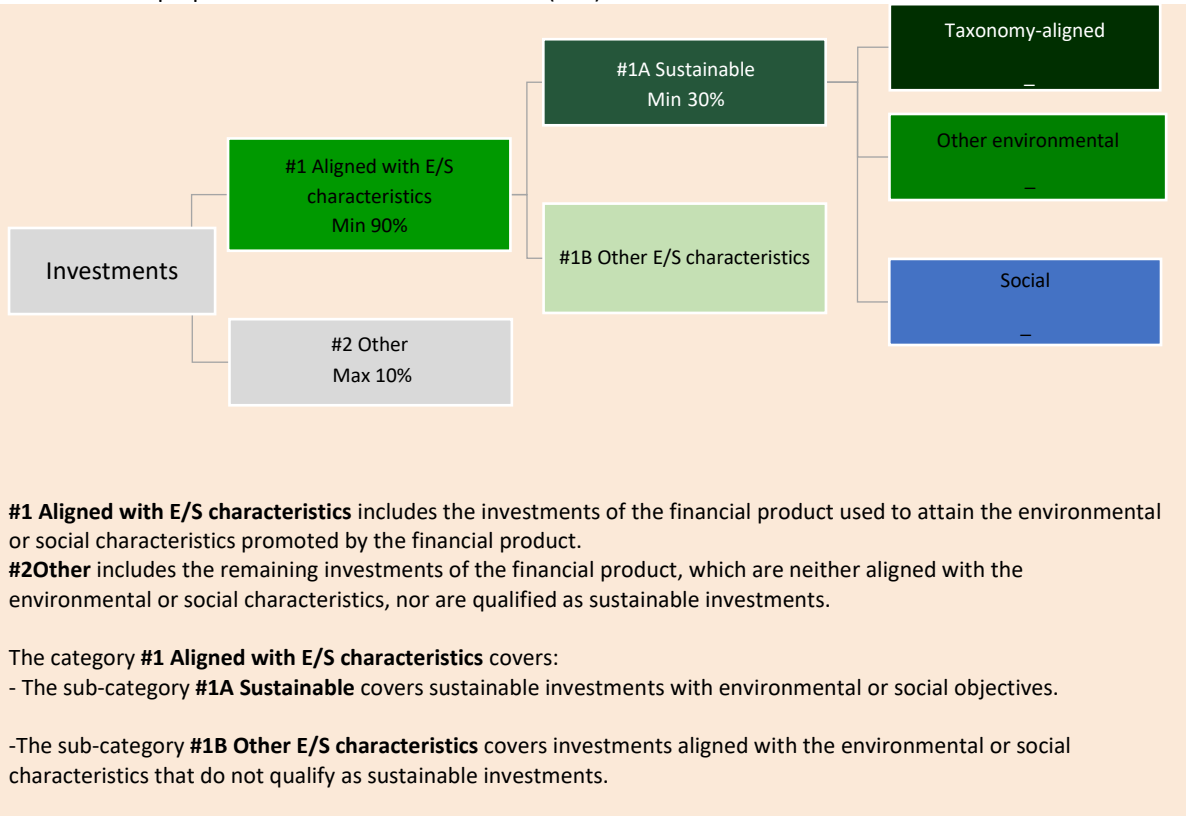 Taxonomy-aligned
_
#1A Sustainable
Min 30%
Other environmental
_
#1 Aligned with E/S
characteristics
Min 90%
#1B Other E/S characteristics
Investments
Social
_
#2 Other
Max 10%
#1 Aligned with E/S characteristics includes the investments of the financial product used to attain the environmental
or social characteristics promoted by the financial product.
#2Other includes the remaining investments of the financial product, which are neither aligned with the
environmental or social characteristics, nor are qualified as sustainable investments.
The category #1 Aligned with E/S characteristics covers:
- The sub-category #1A Sustainable covers sustainable investments with environmental or social objectives.
-The sub-category #1B Other E/S characteristics covers investments aligned with the environmental or social
characteristics that do not qualify as sustainable investments.